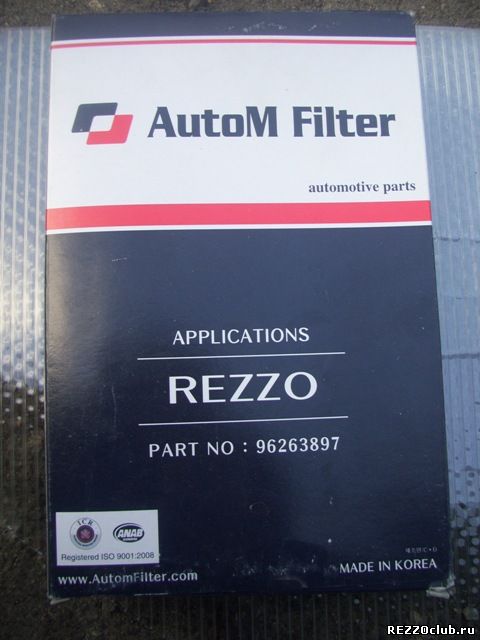 AutoM Filter
automotive parts
APPLICATIONS
REZZO
PART NO : 96263897
ICR
ANAB
Registered ISO 9001:2008
www.AutomFilter.com
MADE IN KOREA
REZZOclub.ru